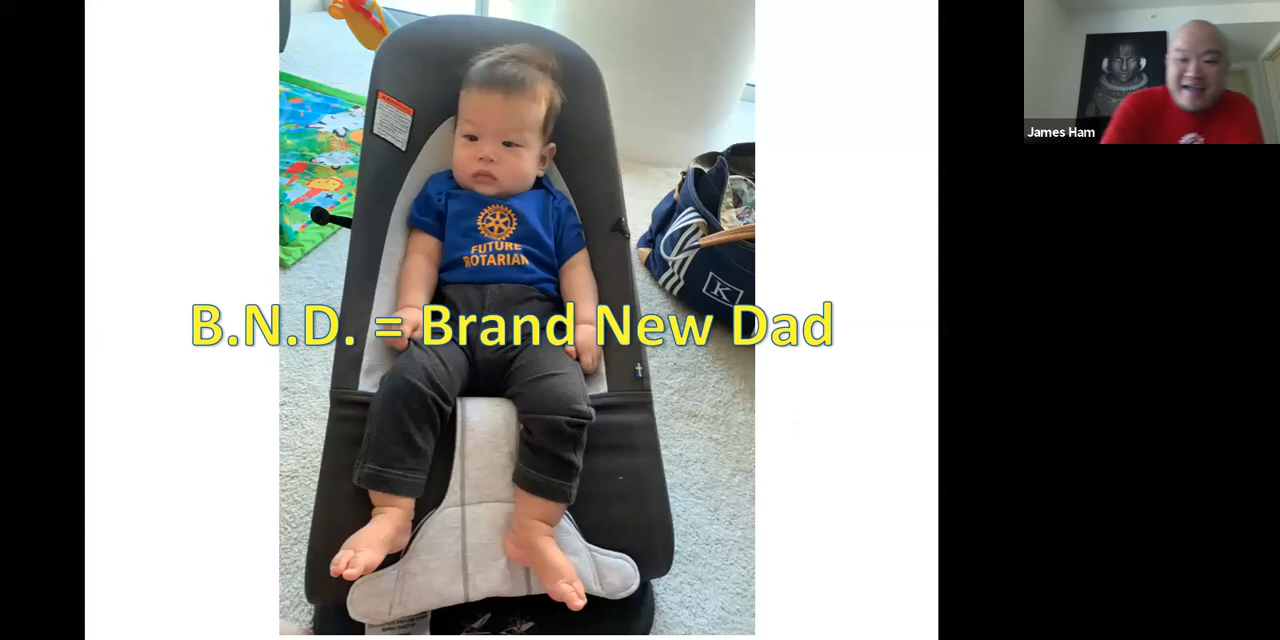 FUTURE
ROTARIAN
K
B.N.D. = Brand New Dad
James Ham